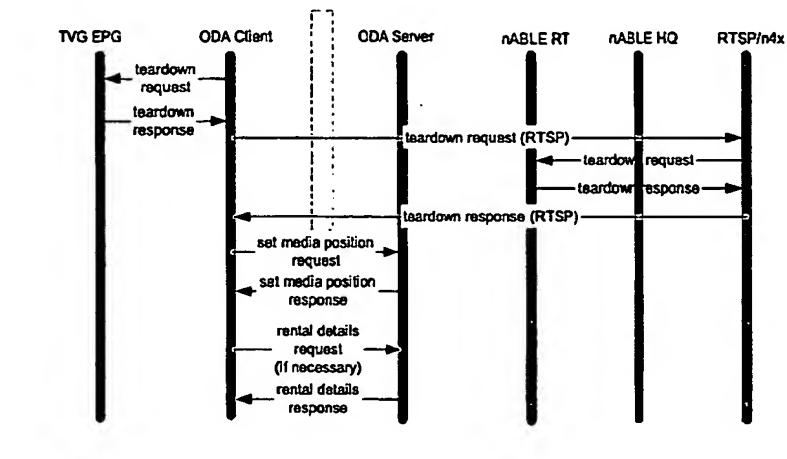 TVG EPG ODA Client ODA Server nABLE RT nABLE HQ RTSP/n4x
teardown
request
teardown
response
teardown request (RTSP)
teardown request
teardown response
teardown response (RTSP)
set media position
request
set media position
response
rental details
request
(if necessary)
rental details
response